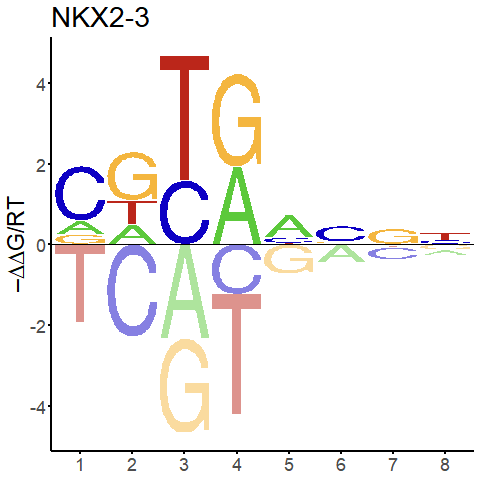 NKX2-3
−ΔΔG/RT
4
2
0
-2
-4
C A G T
G T A C
T C A G
G A C T
A C G
C A
G C
T A
1 2 3 4 5 6 7 8